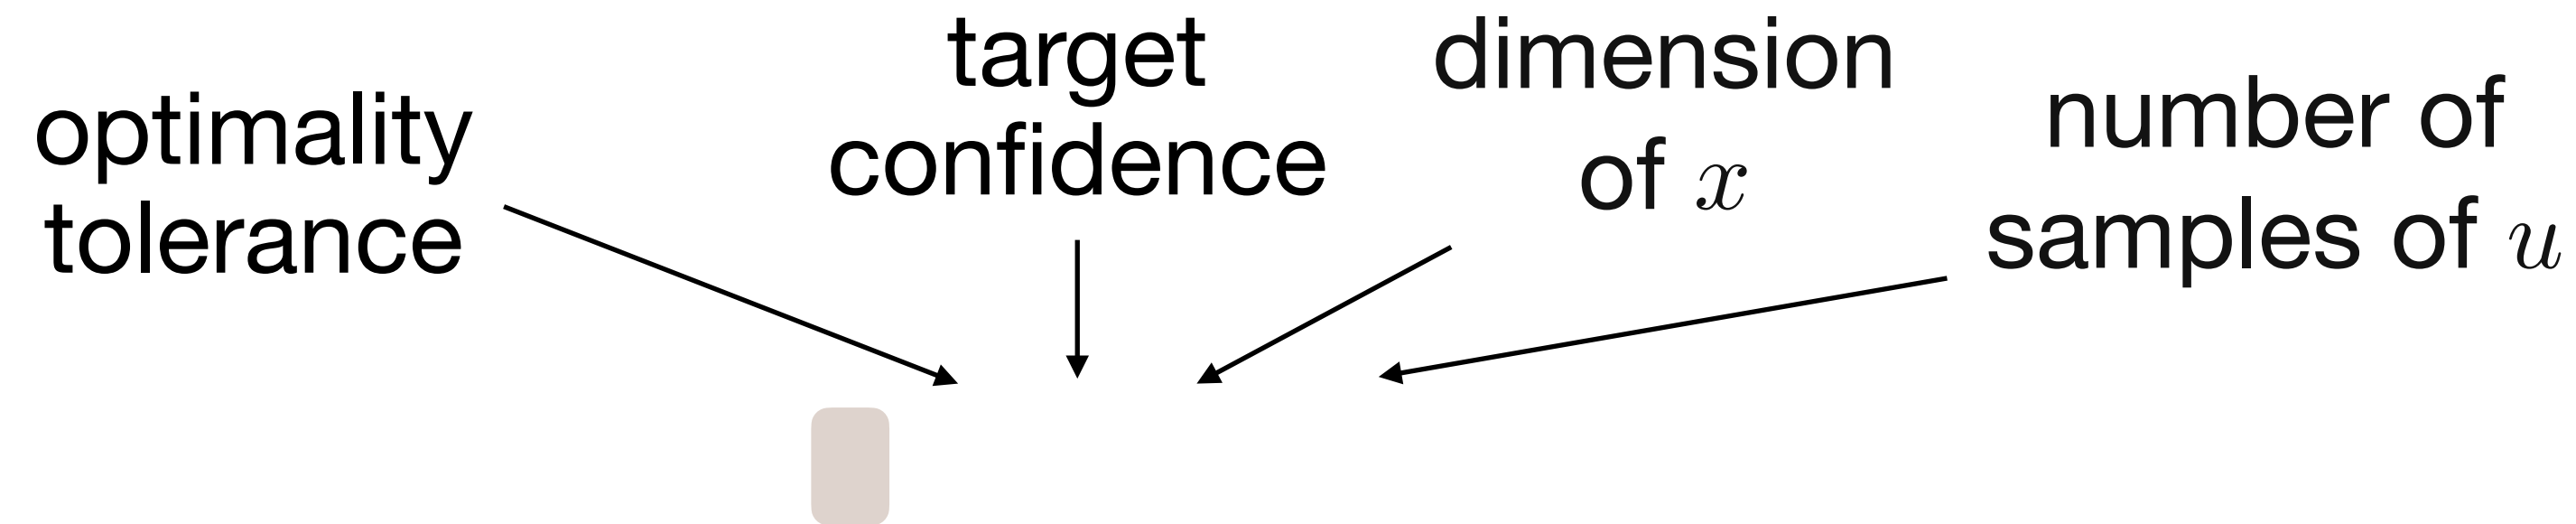 optimality
tolerance
target
confidence
dimension
of x
number of
samples of u